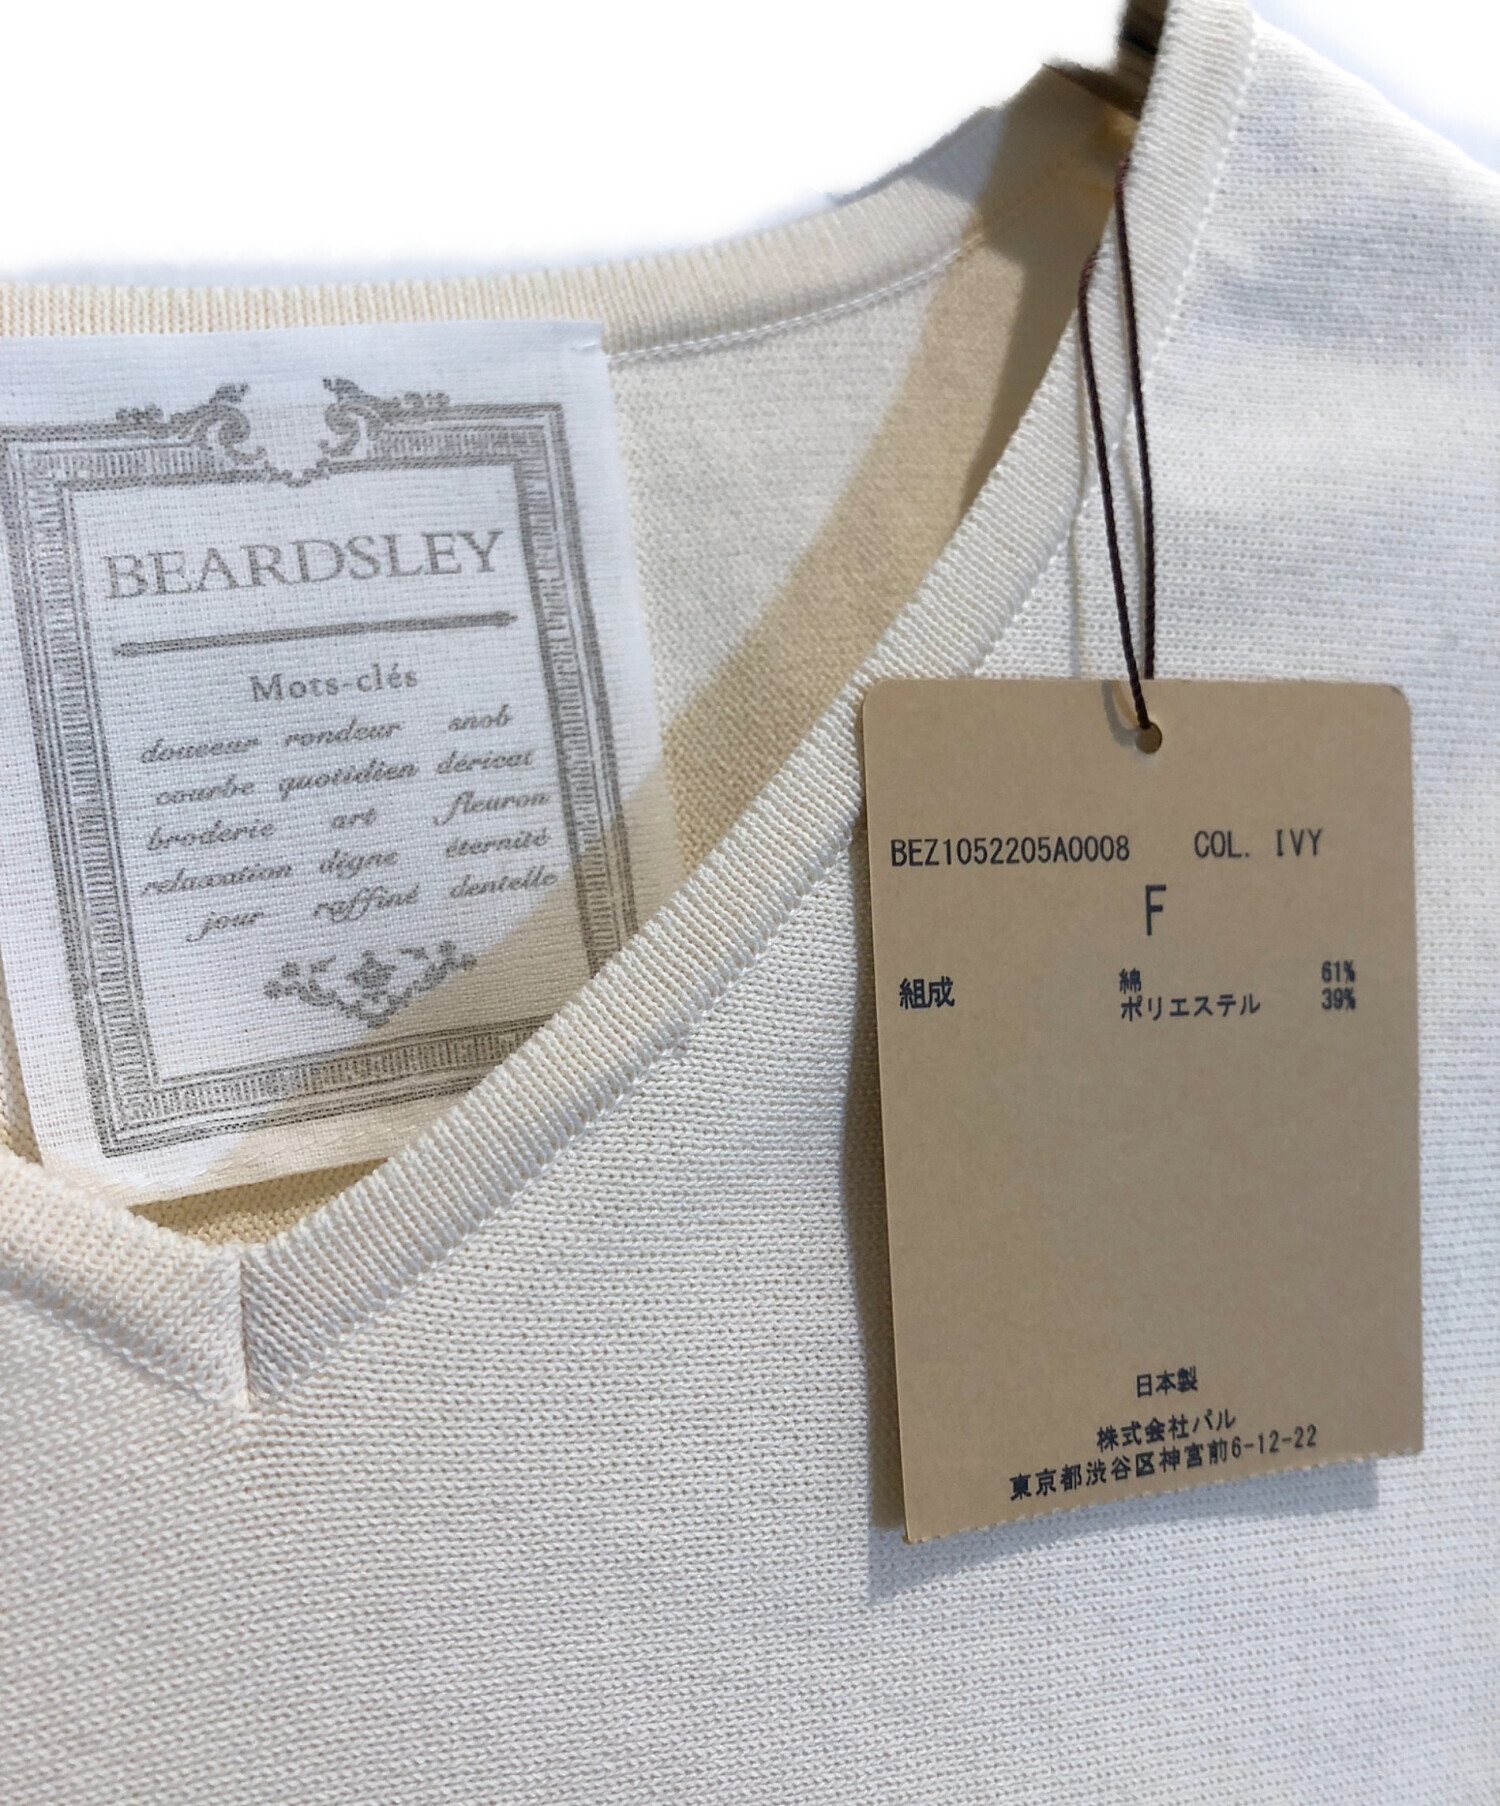 BEARDSLEY
Mots-clés
douceur rondeur snob
courbe quotidien déricat
broderie art fleuron
relaxation digne éternité
jour raffiné dentelle
BEZ1052205A0008 COL. IVY
F
組成 綿 61%
ポリエステル 39%
日本製
株式会社パル
東京都渋谷区神宮前6-12-22